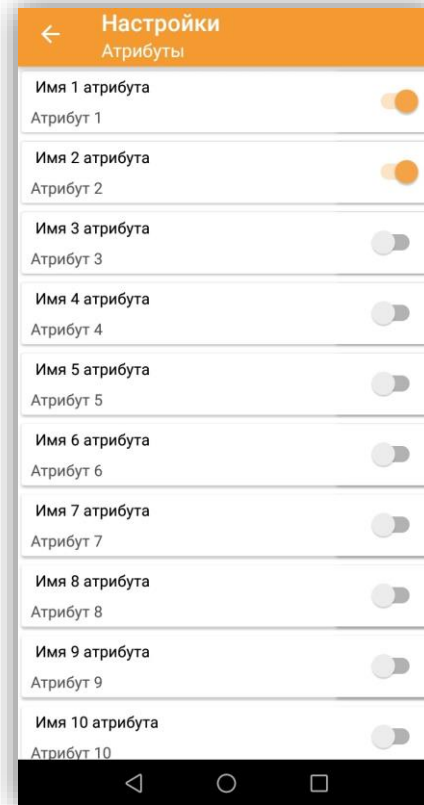 Настройки
Атрибуты
Имя 1 атрибута
Атрибут 1
Имя 2 атрибута
Атрибут 2
Имя 3 атрибута
Атрибут 3
Имя 4 атрибута
Атрибут 4
Имя 5 атрибута
Атрибут 5
Имя 6 атрибута
Атрибут 6
Имя 7 атрибута
Атрибут 7
Имя 8 атрибута
Атрибут 8
Имя 9 атрибута
Атрибут 9
Имя 10 атрибута
Атрибут 10